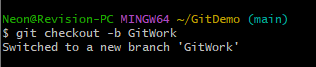 Neon@Revision-PC MINGW64 ~/GitDemo (main)
$ git checkout -b GitWork
Switched to a new branch 'GitWork'